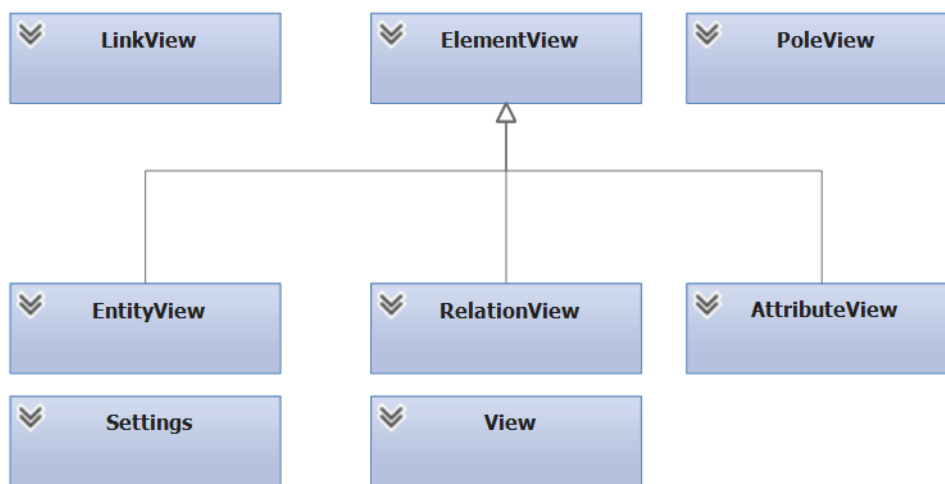 LinkView
ElementView
PoleView
EntityView
RelationView
AttributeView
Settings
View